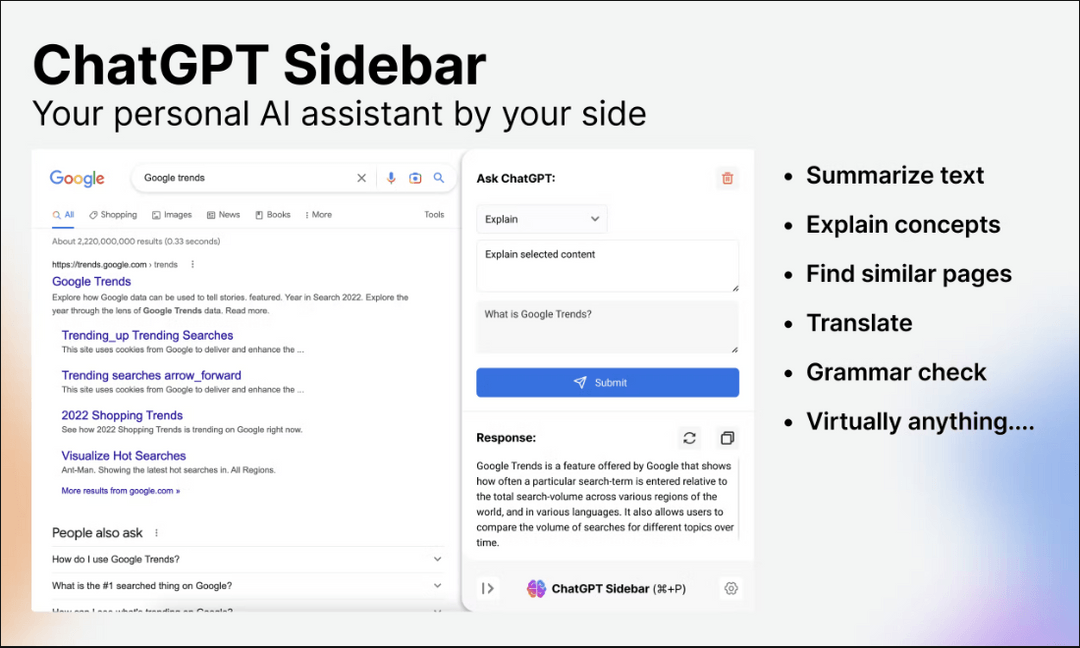 ChatGPT Sidebar
Your personal AI assistant by your side
Google
Google trends
All
Shopping
Images
News
Books
More
Tools
About 2,220,000,000 results (0.33 seconds)
https://trends.google.com › trends
Google Trends
Explore how Google data can be used to tell stories. featured. Year in Search 2022. Explore the
year through the lens of Google Trends data. Read more.
Trending_up Trending Searches
This site uses cookies from Google to deliver and enhance the ...
Trending searches arrow_forward
This site uses cookies from Google to deliver and enhance the ...
2022 Shopping Trends
See how 2022 Shopping Trends is trending on Google right now.
Visualize Hot Searches
Ant-Man. Showing the latest hot searches in. All Regions.
More results from google.com »
People also ask
How do I use Google Trends?
What is the #1 searched thing on Google?
How can I see what's trending on Google?
Ask ChatGPT:
Explain
Explain selected content
What is Google Trends?
Submit
Response:
Google Trends is a feature offered by Google that shows
how often a particular search-term is entered relative to
the total search-volume across various regions of the
world, and in various languages. It also allows users to
compare the volume of searches for different topics over
time.
ChatGPT Sidebar (⌘+P)
• Summarize text
• Explain concepts
• Find similar pages
• Translate
• Grammar check
• Virtually anything....